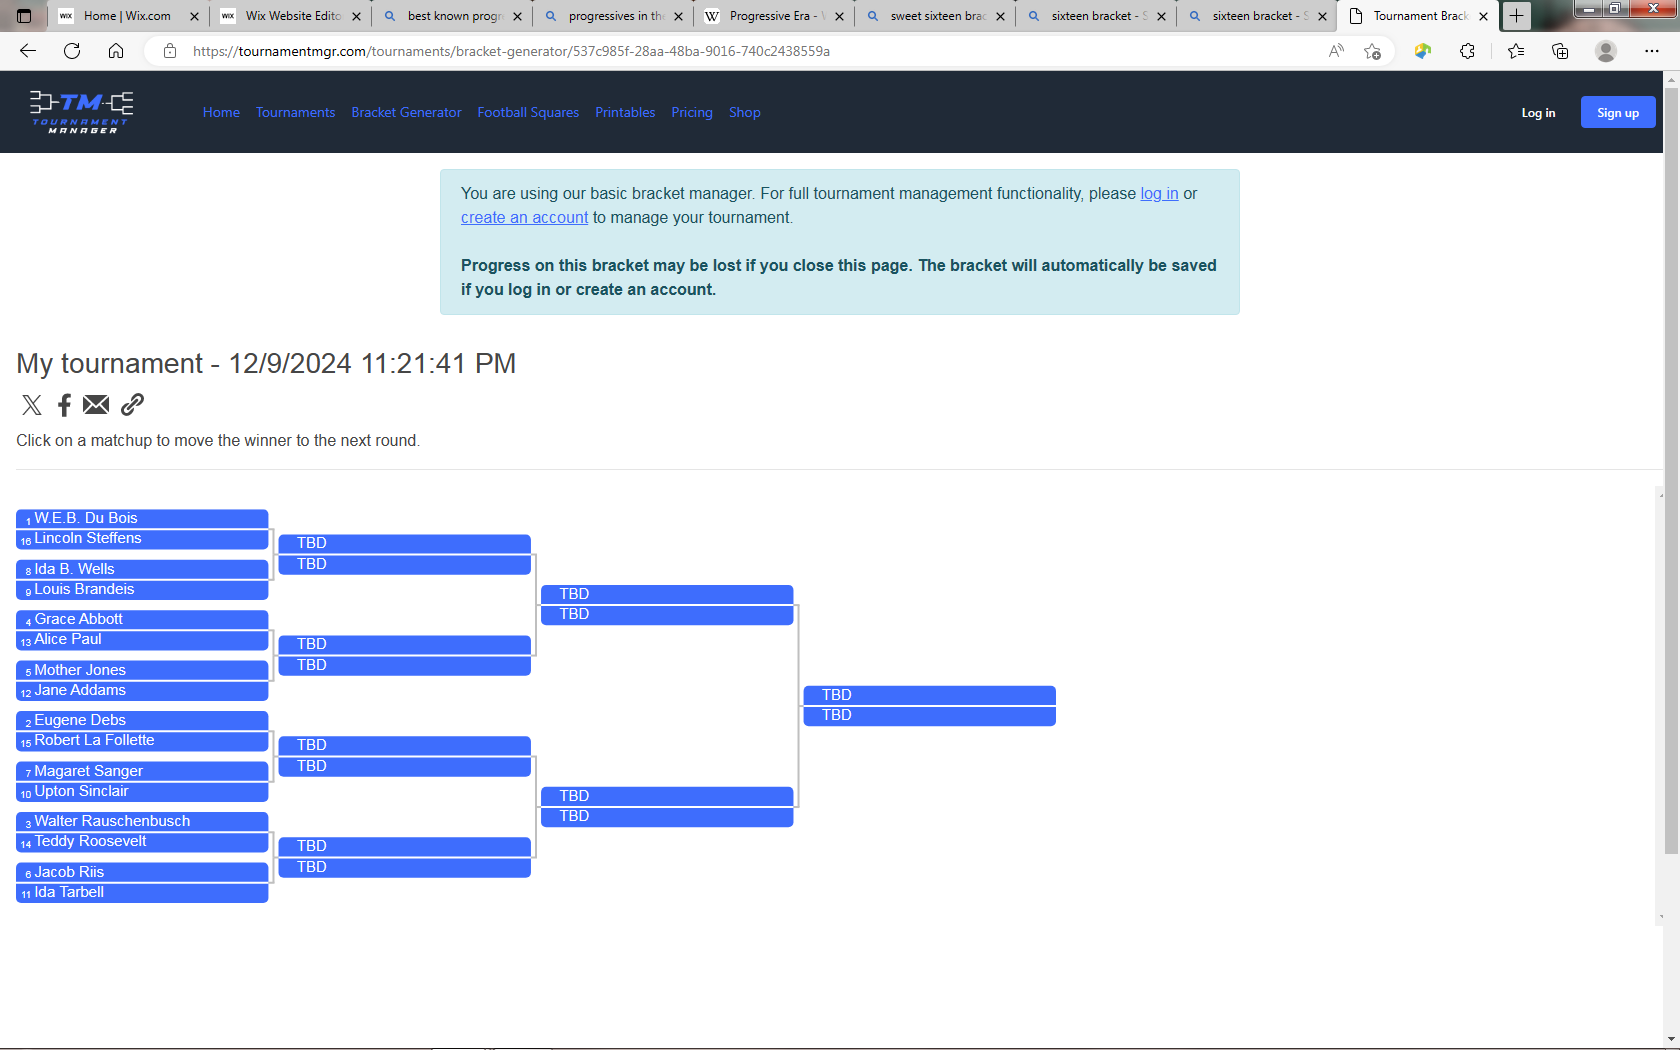 Home | Wix.com
Wix Website Edito
best known progr
progressives in the
Progressive Era - W
sweet sixteen brac
sixteen bracket - S
sixteen bracket - S
Tournament Brack
https://tournamentmgr.com/tournaments/bracket-generator/537c985f-28aa-48ba-9016-740c2438559a
TM
TOURNAMENT
MANAGER
Home Tournaments Bracket Generator Football Squares Printables Pricing Shop
Log in Sign up
You are using our basic bracket manager. For full tournament management functionality, please log in or
create an account to manage your tournament.
Progress on this bracket may be lost if you close this page. The bracket will automatically be saved
if you log in or create an account.
My tournament - 12/9/2024 11:21:41 PM
Click on a matchup to move the winner to the next round.
1 W.E.B. Du Bois
16 Lincoln Steffens
8 Ida B. Wells
9 Louis Brandeis
4 Grace Abbott
13 Alice Paul
5 Mother Jones
12 Jane Addams
2 Eugene Debs
15 Robert La Follette
7 Magaret Sanger
10 Upton Sinclair
3 Walter Rauschenbusch
14 Teddy Roosevelt
6 Jacob Riis
11 Ida Tarbell
TBD
TBD
TBD
TBD
TBD
TBD
TBD
TBD
TBD
TBD
TBD
TBD
TBD
TBD